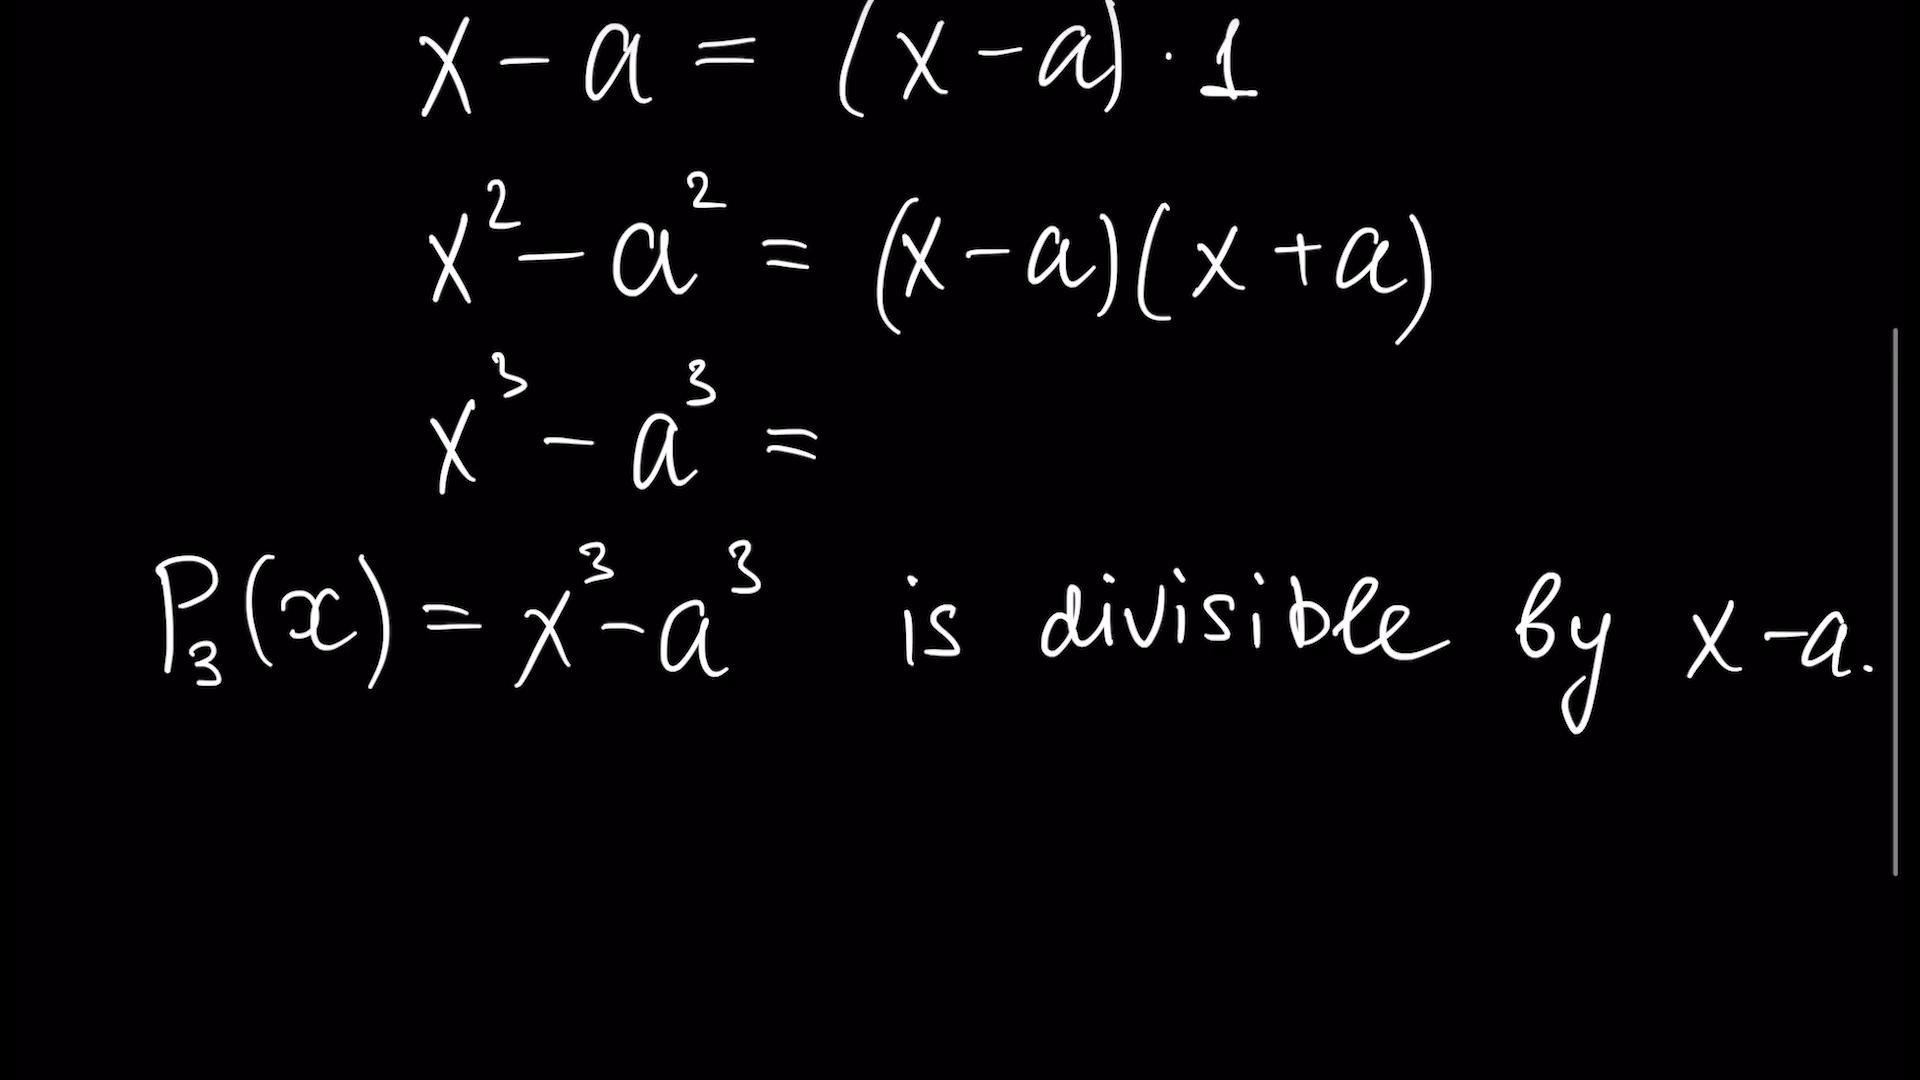 x - a = (x - a) · 1
x² - a² = (x - a)(x + a)
x³ - a³ =
P₃(x) = x³ - a³ is divisible by x - a.